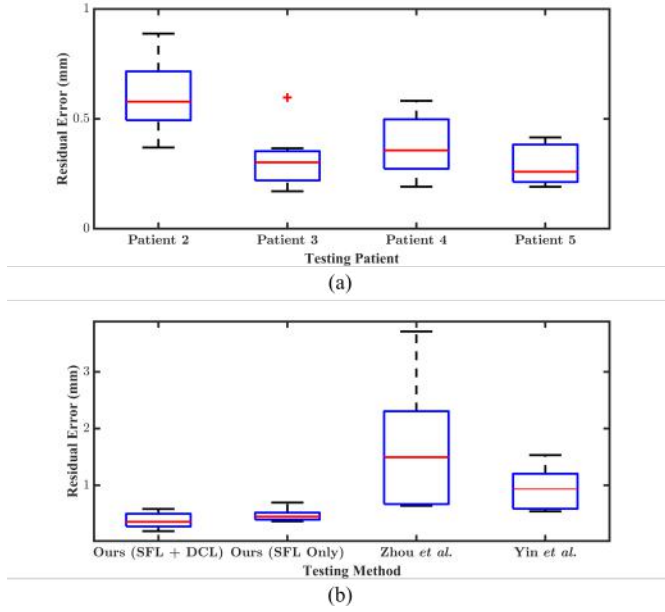 1
0.5
0
Residual Error (mm)
Patient 2 Patient 3 Patient 4 Patient 5
Testing Patient
(a)
3
2
1
Residual Error (mm)
Ours (SFL + DCL) Ours (SFL Only) Zhou et al. Yin et al.
Testing Method
(b)